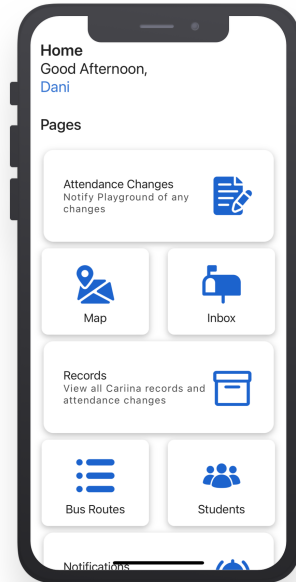 Home
Good Afternoon,
Dani
Pages
Attendance Changes
Notify Playground of any
changes
Map
Inbox
Records
View all Cariina records and
attendance changes
Bus Routes
Students
Notifications